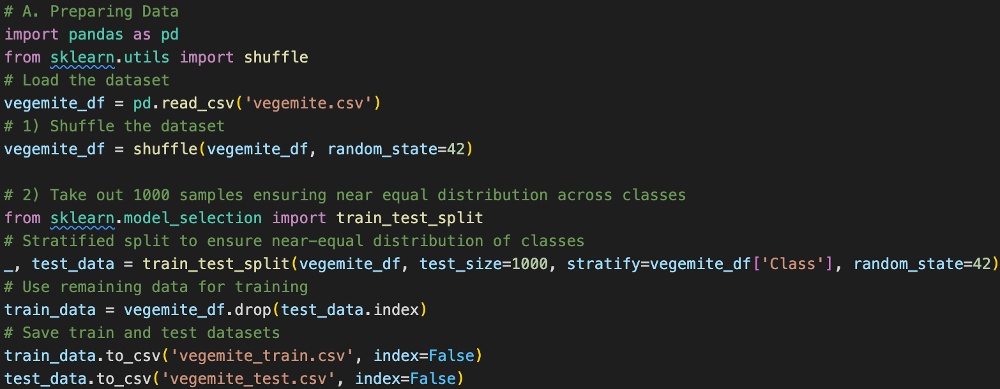 # A. Preparing Data
import pandas as pd
from sklearn.utils import shuffle
# Load the dataset
vegemite_df = pd.read_csv('vegemite.csv')
# 1) Shuffle the dataset
vegemite_df = shuffle(vegemite_df, random_state=42)
# 2) Take out 1000 samples ensuring near equal distribution across classes
from sklearn.model_selection import train_test_split
# Stratified split to ensure near-equal distribution of classes
_, test_data = train_test_split(vegemite_df, test_size=1000, stratify=vegemite_df['Class'], random_state=42)
# Use remaining data for training
train_data = vegemite_df.drop(test_data.index)
# Save train and test datasets
train_data.to_csv('vegemite_train.csv', index=False)
test_data.to_csv('vegemite_test.csv', index=False)